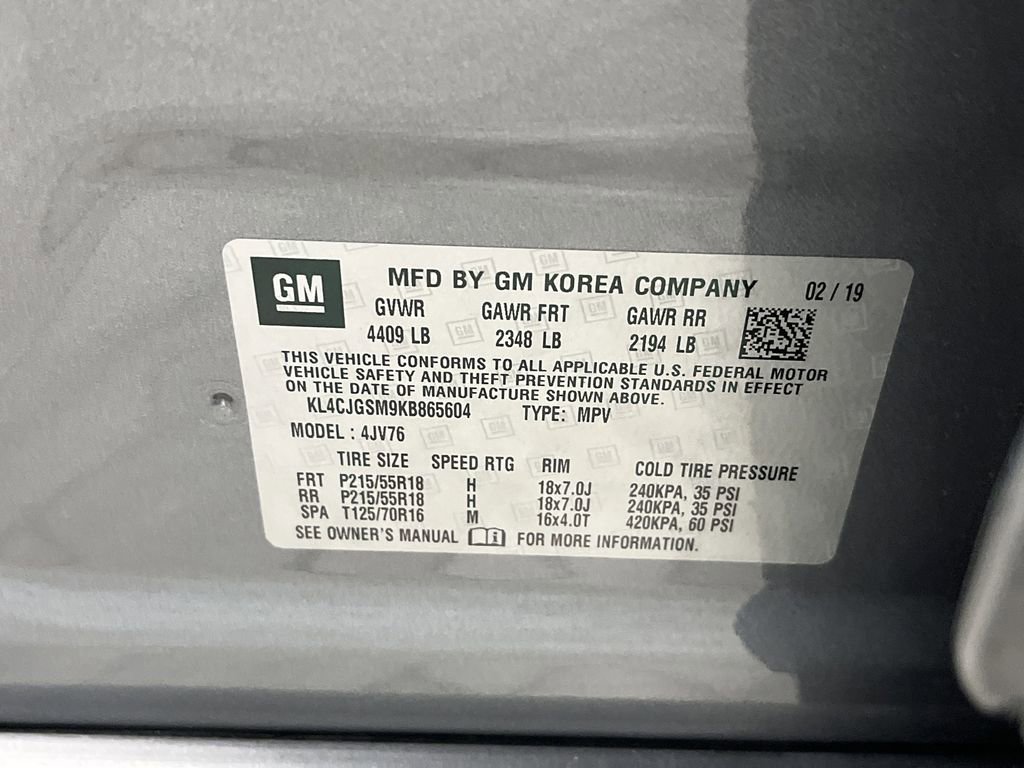 GM
MFD BY GM KOREA COMPANY 02 / 19
GVWR GAWR FRT GAWR RR
4409 LB 2348 LB 2194 LB
THIS VEHICLE CONFORMS TO ALL APPLICABLE U.S. FEDERAL MOTOR
VEHICLE SAFETY AND THEFT PREVENTION STANDARDS IN EFFECT
ON THE DATE OF MANUFACTURE SHOWN ABOVE.
KL4CJGSM9KB865604 TYPE: MPV
MODEL : 4JV76
TIRE SIZE SPEED RTG RIM COLD TIRE PRESSURE
FRT P215/55R18 H 18x7.0J 240KPA, 35 PSI
RR P215/55R18 H 18x7.0J 240KPA, 35 PSI
SPA T125/70R16 M 16x4.0T 420KPA, 60 PSI
SEE OWNER'S MANUAL FOR MORE INFORMATION.